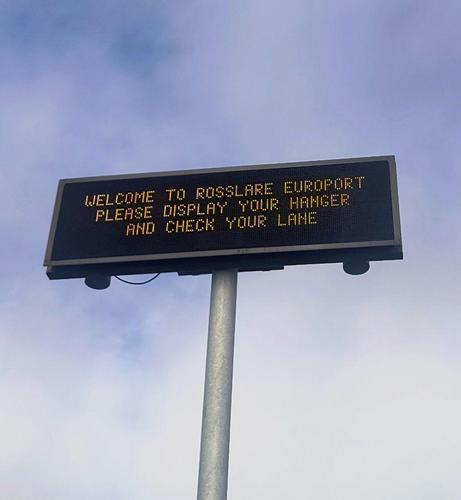 WELCOME TO ROSSLARE EUROPORT
PLEASE DISPLAY YOUR HANGER
AND CHECK YOUR LANE